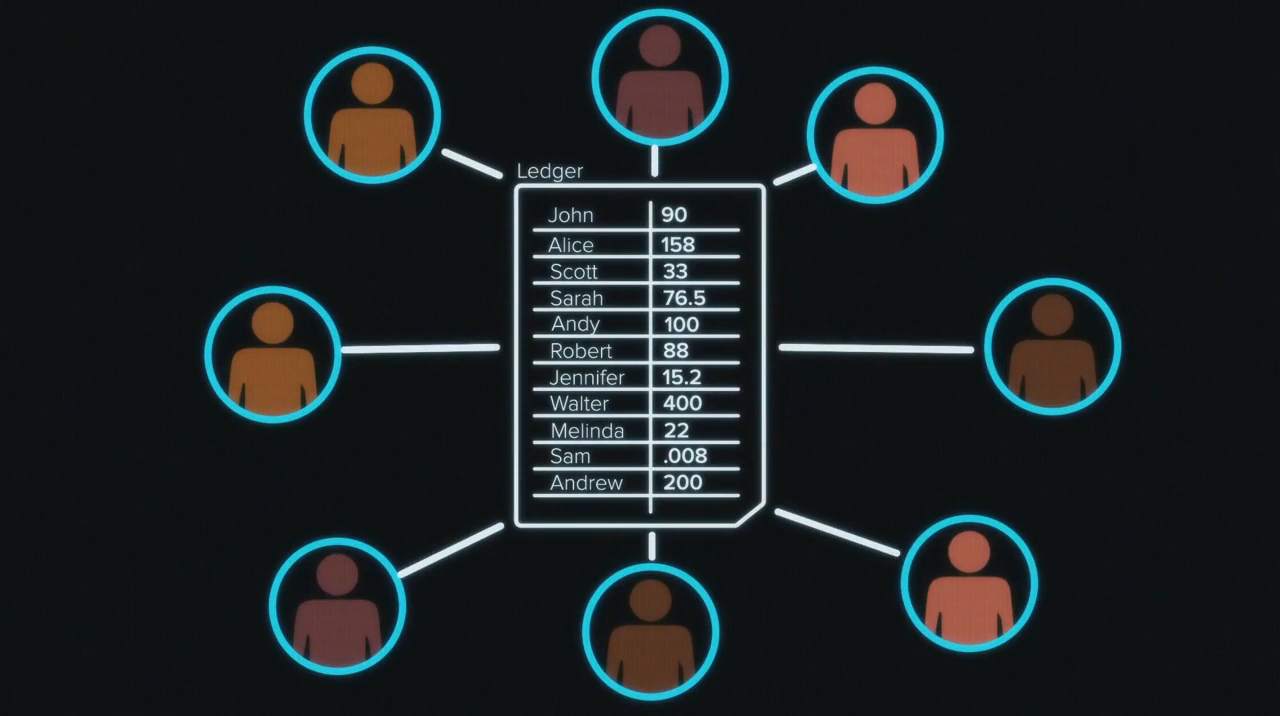 Ledger
John 90
Alice 158
Scott 33
Sarah 76.5
Andy 100
Robert 88
Jennifer 15.2
Walter 400
Melinda 22
Sam .008
Andrew 200